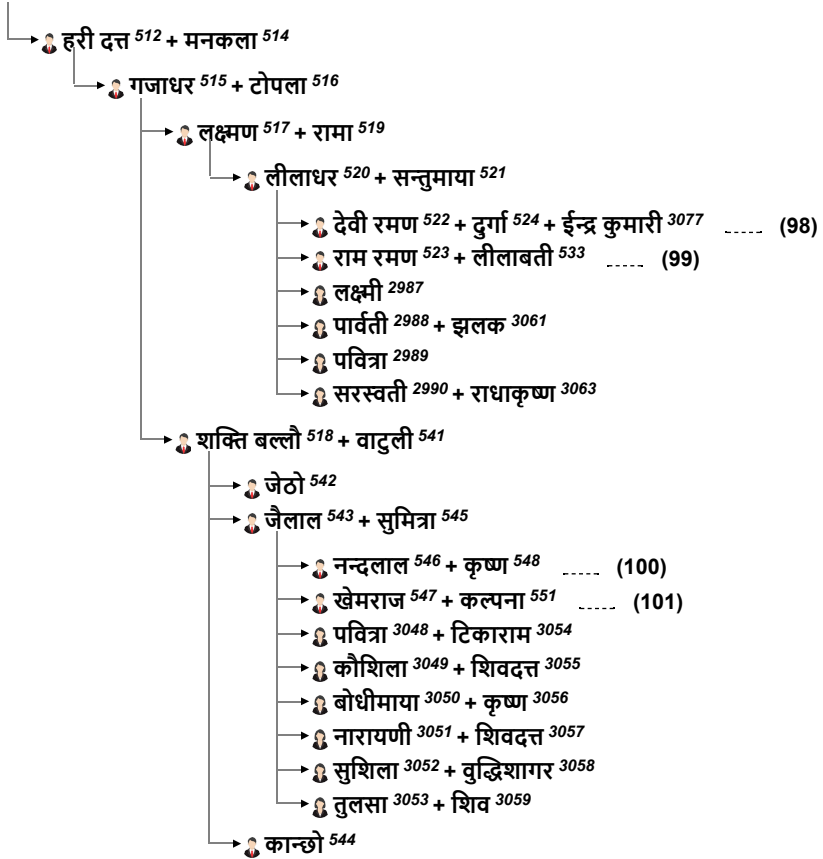 हरी दत्त 512 + मनकला 514
गजाधर 515 + टोपला 516
लक्ष्मण 517 + रामा 519
लीलाधर 520 + सन्तुमाया 521
देवी रमण 522 + दुर्गा 524 + ईन्द्र कुमारी 3077 ...... (98)
राम रमण 523 + लीलाबती 533 ...... (99)
लक्ष्मी 2987
पार्वती 2988 + झलक 3061
पवित्रा 2989
सरस्वती 2990 + राधाकृष्ण 3063
शक्ति बल्लौ 518 + वाटुली 541
जेठो 542
जैलाल 543 + सुमित्रा 545
नन्दलाल 546 + कृष्ण 548 ...... (100)
खेमराज 547 + कल्पना 551 ...... (101)
पवित्रा 3048 + टिकाराम 3054
कौशिला 3049 + शिवदत्त 3055
बोधीमाया 3050 + कृष्ण 3056
नारायणी 3051 + शिवदत्त 3057
सुशिला 3052 + वुद्धिशागर 3058
तुलसा 3053 + शिव 3059
कान्छो 544